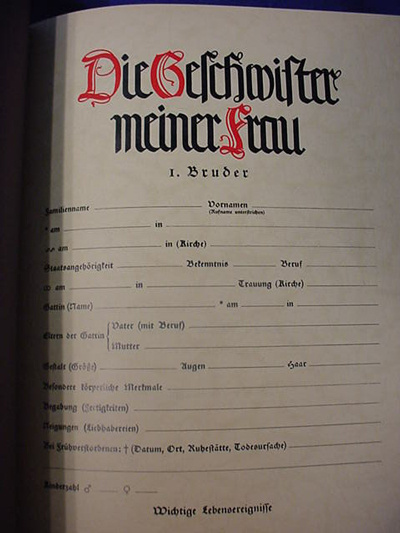 Die Geschwister
meiner Frau
1. Bruder
Familienname Vornamen
(Rufname unterstreichen)
* am in
~~ am in (Kirche)
Staatsangehörigkeit Bekenntnis Beruf
∞ am in Trauung (Kirche)
Gattin (Name) * am in
Eltern der Gattin { Vater (mit Beruf)
Mutter
Gestalt (Größe) Augen Haar
Besondere körperliche Merkmale
Begabung (Fertigkeiten)
Neigungen (Liebhabereien)
Bei Frühverstorbenen: † (Datum, Ort, Ruhestätte, Todesursache)
Kinderzahl ♂ ♀
Wichtige Lebensereignisse